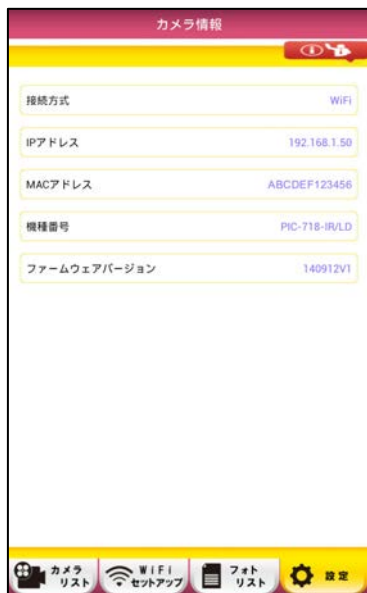 カメラ情報
接続方式
WiFi
IPアドレス
192.168.1.50
MACアドレス
ABCDEF123456
機種番号
PIC-718-IR/LD
ファームウェアバージョン
140912V1
カメラ
リスト
WiFi
セットアップ
フォト
リスト
設定